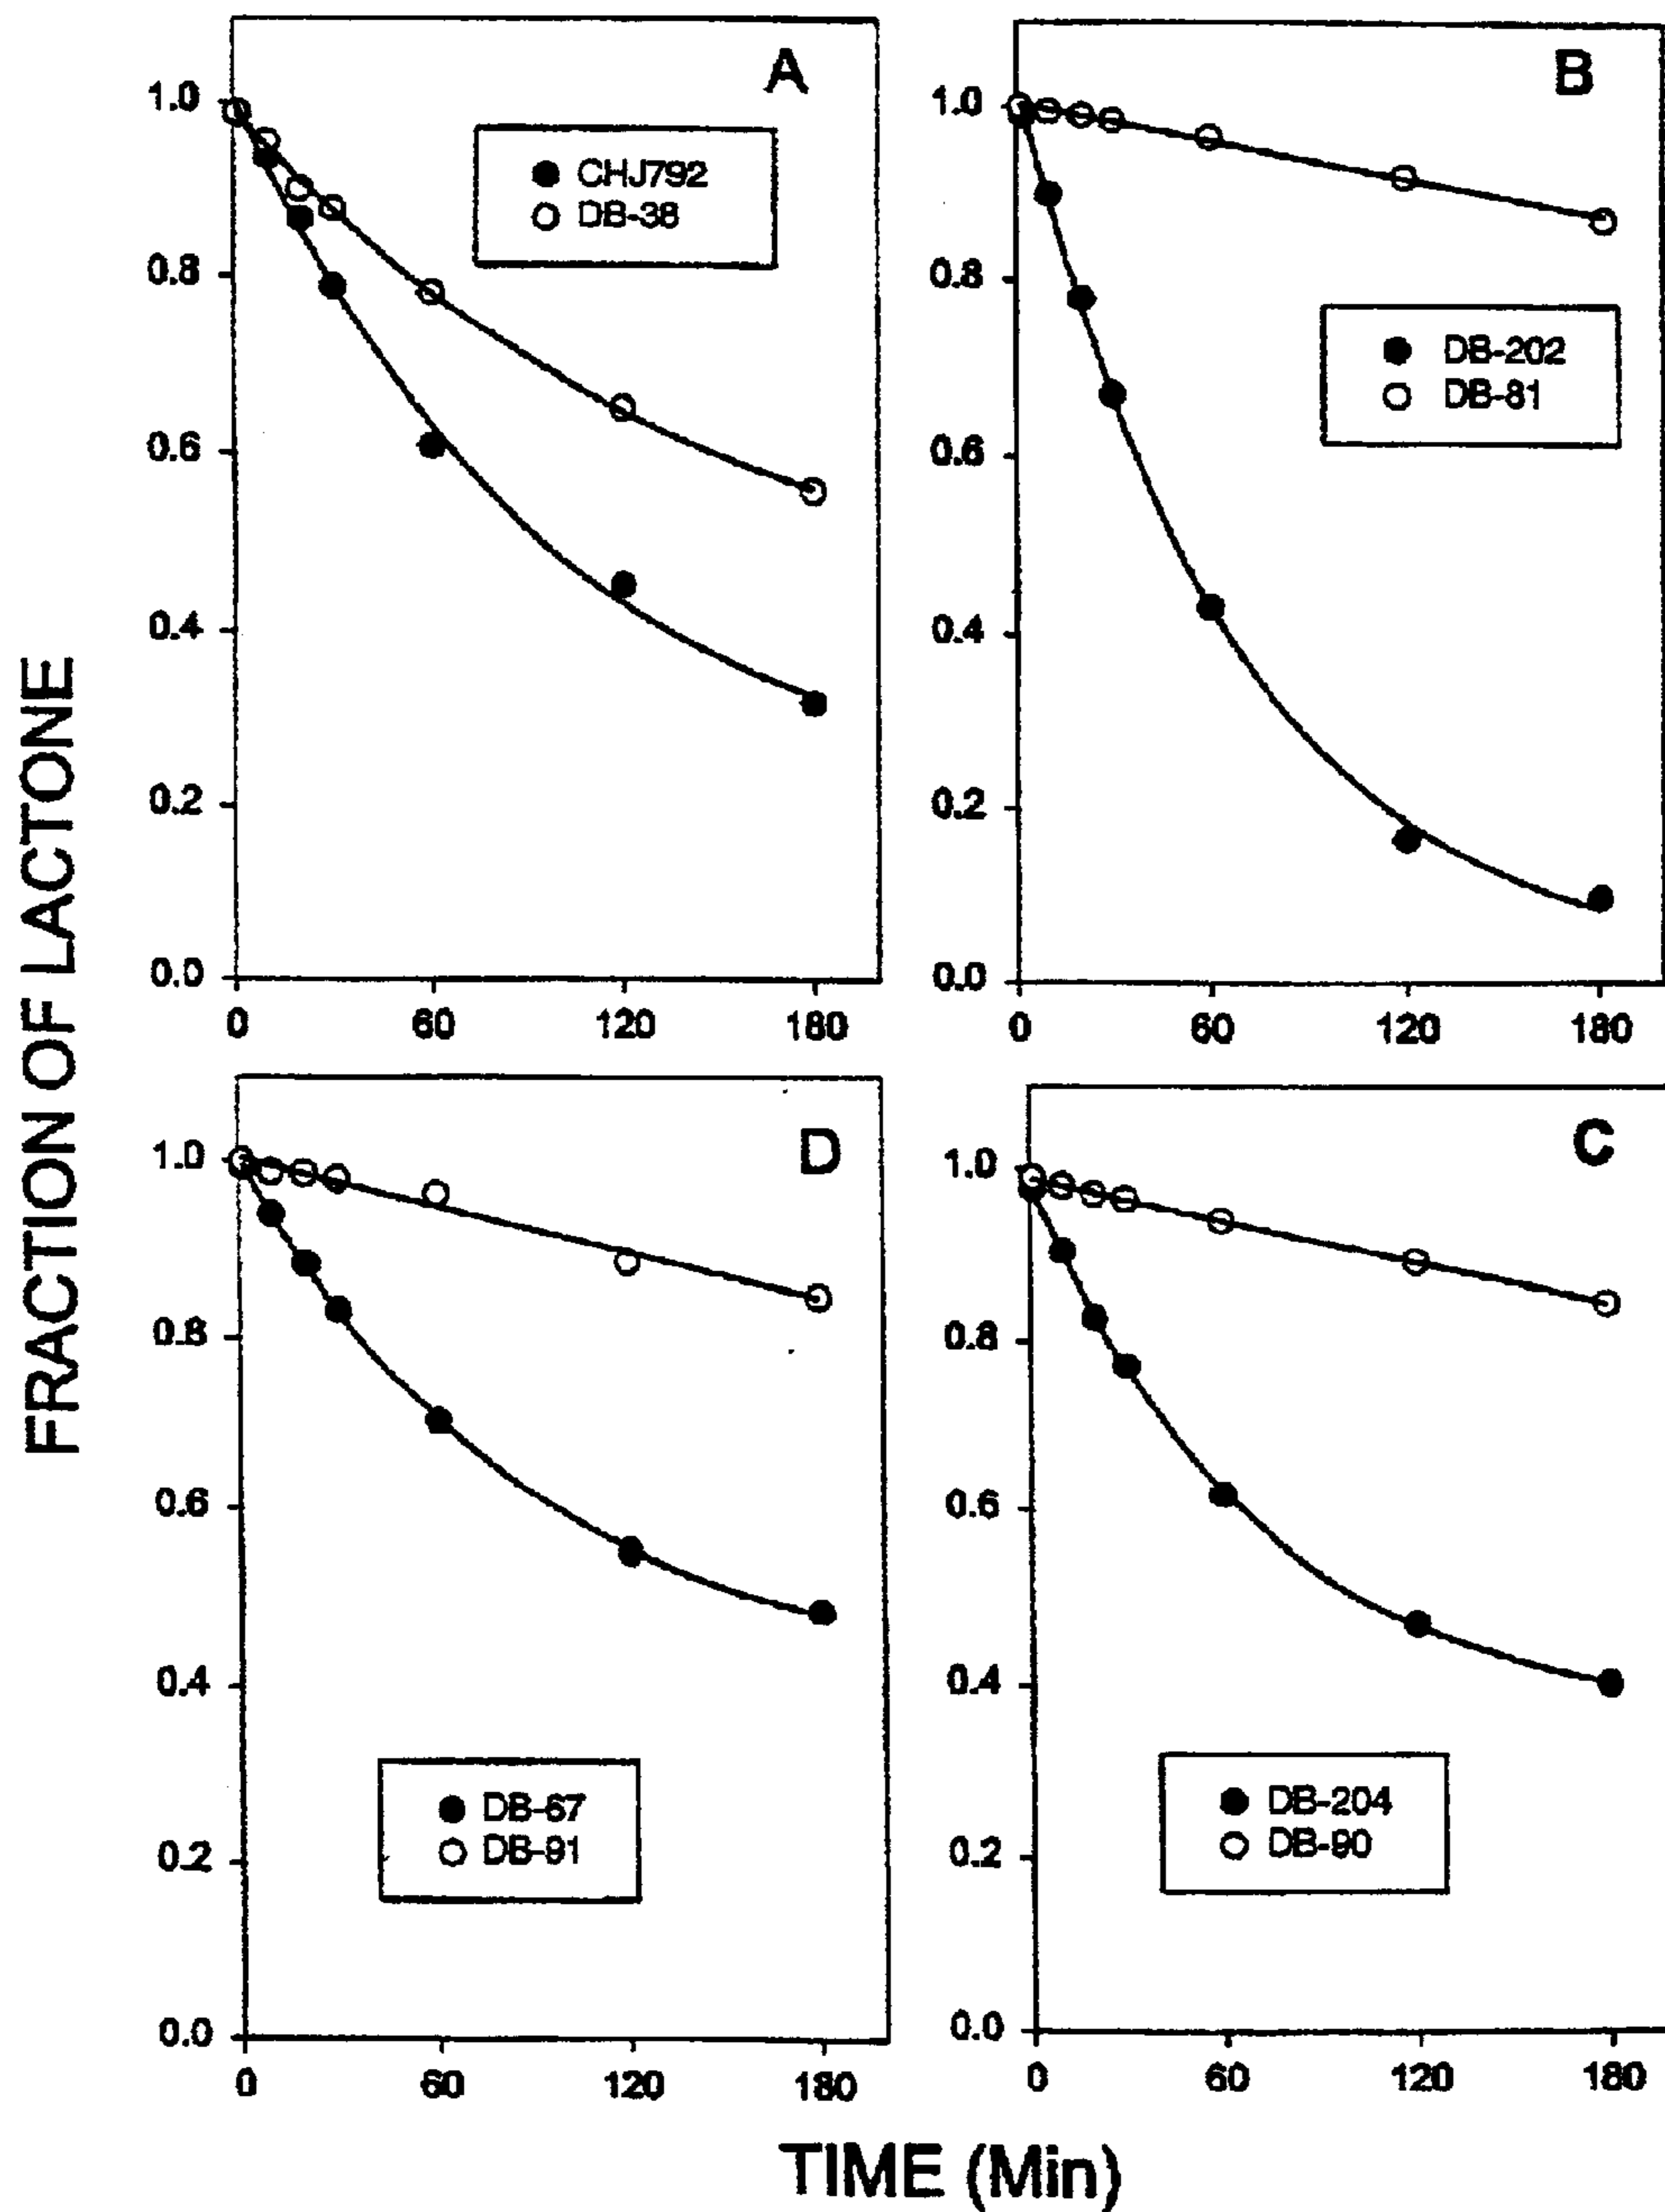 FRACTION OF LACTONE
A
1.0
0.8
0.6
0.4
0.2
0.0
CHJ792
DB-38
0 60 120 180
B
1.0
0.8
0.6
0.4
0.2
0.0
DB-202
DB-81
0 60 120 180
D
1.0
0.8
0.6
0.4
0.2
0.0
DB-67
DB-91
0 60 120 180
C
1.0
0.8
0.6
0.4
0.2
0.0
DB-204
DB-90
0 60 120 180
TIME (Min)